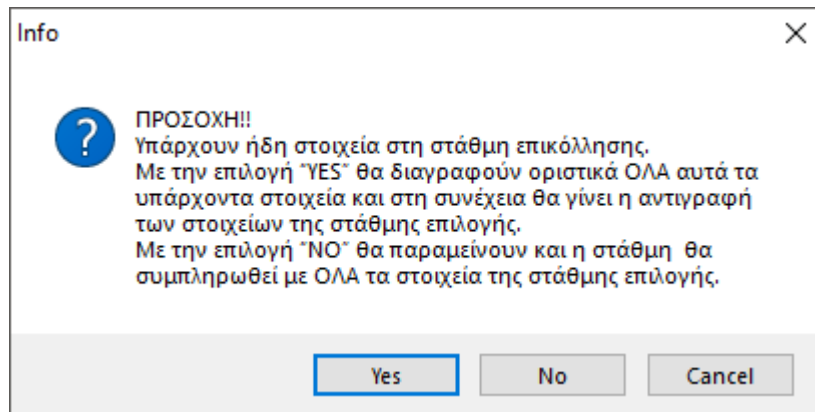 Info
ΠΡΟΣΟΧΗ!!
Υπάρχουν ήδη στοιχεία στη στάθμη επικόλλησης.
Με την επιλογή "YES" θα διαγραφούν οριστικά ΟΛΑ αυτά τα
υπάρχοντα στοιχεία και στη συνέχεια θα γίνει η αντιγραφή
των στοιχείων της στάθμης επιλογής.
Με την επιλογή "NO" θα παραμείνουν και η στάθμη  θα
συμπληρωθεί με ΟΛΑ τα στοιχεία της στάθμης επιλογής.
Yes No Cancel